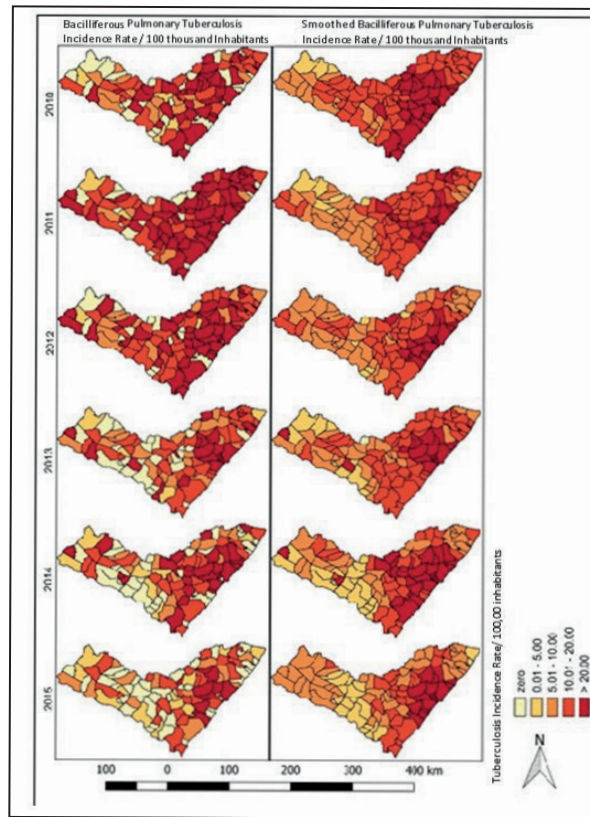 Bacilliferous Pulmonary Tuberculosis
Incidence Rate/ 100 thousand Inhabitants
Smoothed Bacilliferous Pulmonary Tuberculosis
Incidence Rate/ 100 thousand Inhabitants
2010
2011
2012
2013
2014
2015
Tuberculosis Incidence Rate/ 100,00 inhabitants
zero
0.01 - 5.00
5.01 - 10.00
10.01 - 20.00
> 20.00
N
100 0 100 200 300 400 km